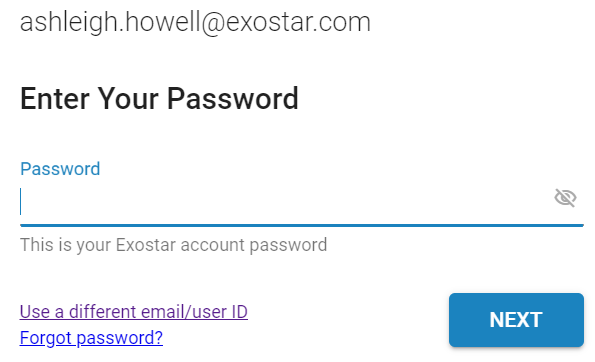 ashleigh.howell@exostar.com
Enter Your Password
Password
This is your Exostar account password
Use a different email/user ID
Forgot password?
NEXT